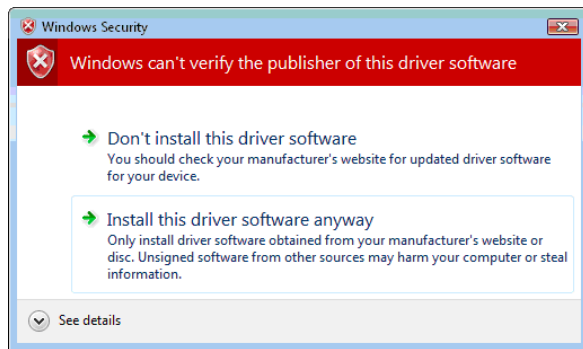 Windows Security
Windows can't verify the publisher of this driver software
Don't install this driver software
You should check your manufacturer's website for updated driver software
for your device.
Install this driver software anyway
Only install driver software obtained from your manufacturer's website or
disc. Unsigned software from other sources may harm your computer or steal
information.
See details